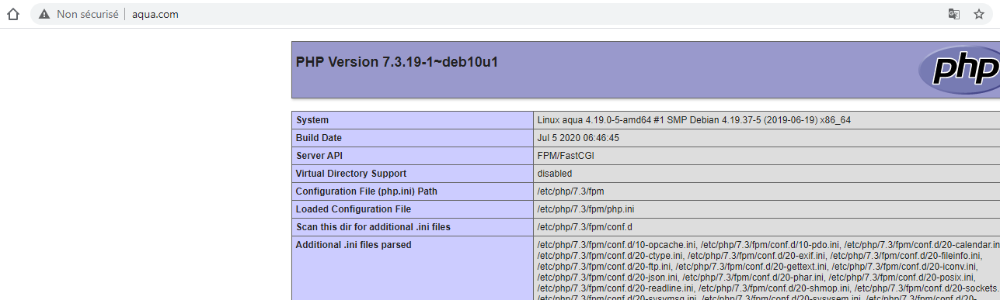 Non sécurisé | aqua.com
PHP Version 7.3.19-1~deb10u1
php
System Linux aqua 4.19.0-5-amd64 #1 SMP Debian 4.19.37-5 (2019-06-19) x86_64
Build Date Jul 5 2020 06:46:45
Server API FPM/FastCGI
Virtual Directory Support disabled
Configuration File (php.ini) Path /etc/php/7.3/fpm
Loaded Configuration File /etc/php/7.3/fpm/php.ini
Scan this dir for additional .ini files /etc/php/7.3/fpm/conf.d
Additional .ini files parsed /etc/php/7.3/fpm/conf.d/10-opcache.ini, /etc/php/7.3/fpm/conf.d/10-pdo.ini, /etc/php/7.3/fpm/conf.d/20-calendar.in
/etc/php/7.3/fpm/conf.d/20-ctype.ini, /etc/php/7.3/fpm/conf.d/20-exif.ini, /etc/php/7.3/fpm/conf.d/20-fileinfo.ini,
/etc/php/7.3/fpm/conf.d/20-ftp.ini, /etc/php/7.3/fpm/conf.d/20-gettext.ini, /etc/php/7.3/fpm/conf.d/20-iconv.ini,
/etc/php/7.3/fpm/conf.d/20-json.ini, /etc/php/7.3/fpm/conf.d/20-phar.ini, /etc/php/7.3/fpm/conf.d/20-posix.ini,
/etc/php/7.3/fpm/conf.d/20-readline.ini, /etc/php/7.3/fpm/conf.d/20-shmop.ini, /etc/php/7.3/fpm/conf.d/20-sockets.
/etc/php/7.3/fpm/conf.d/20-sysvmsg.ini, /etc/php/7.3/fpm/conf.d/20-sysvsem.ini, /etc/php/7.3/fpm/conf.d/20-